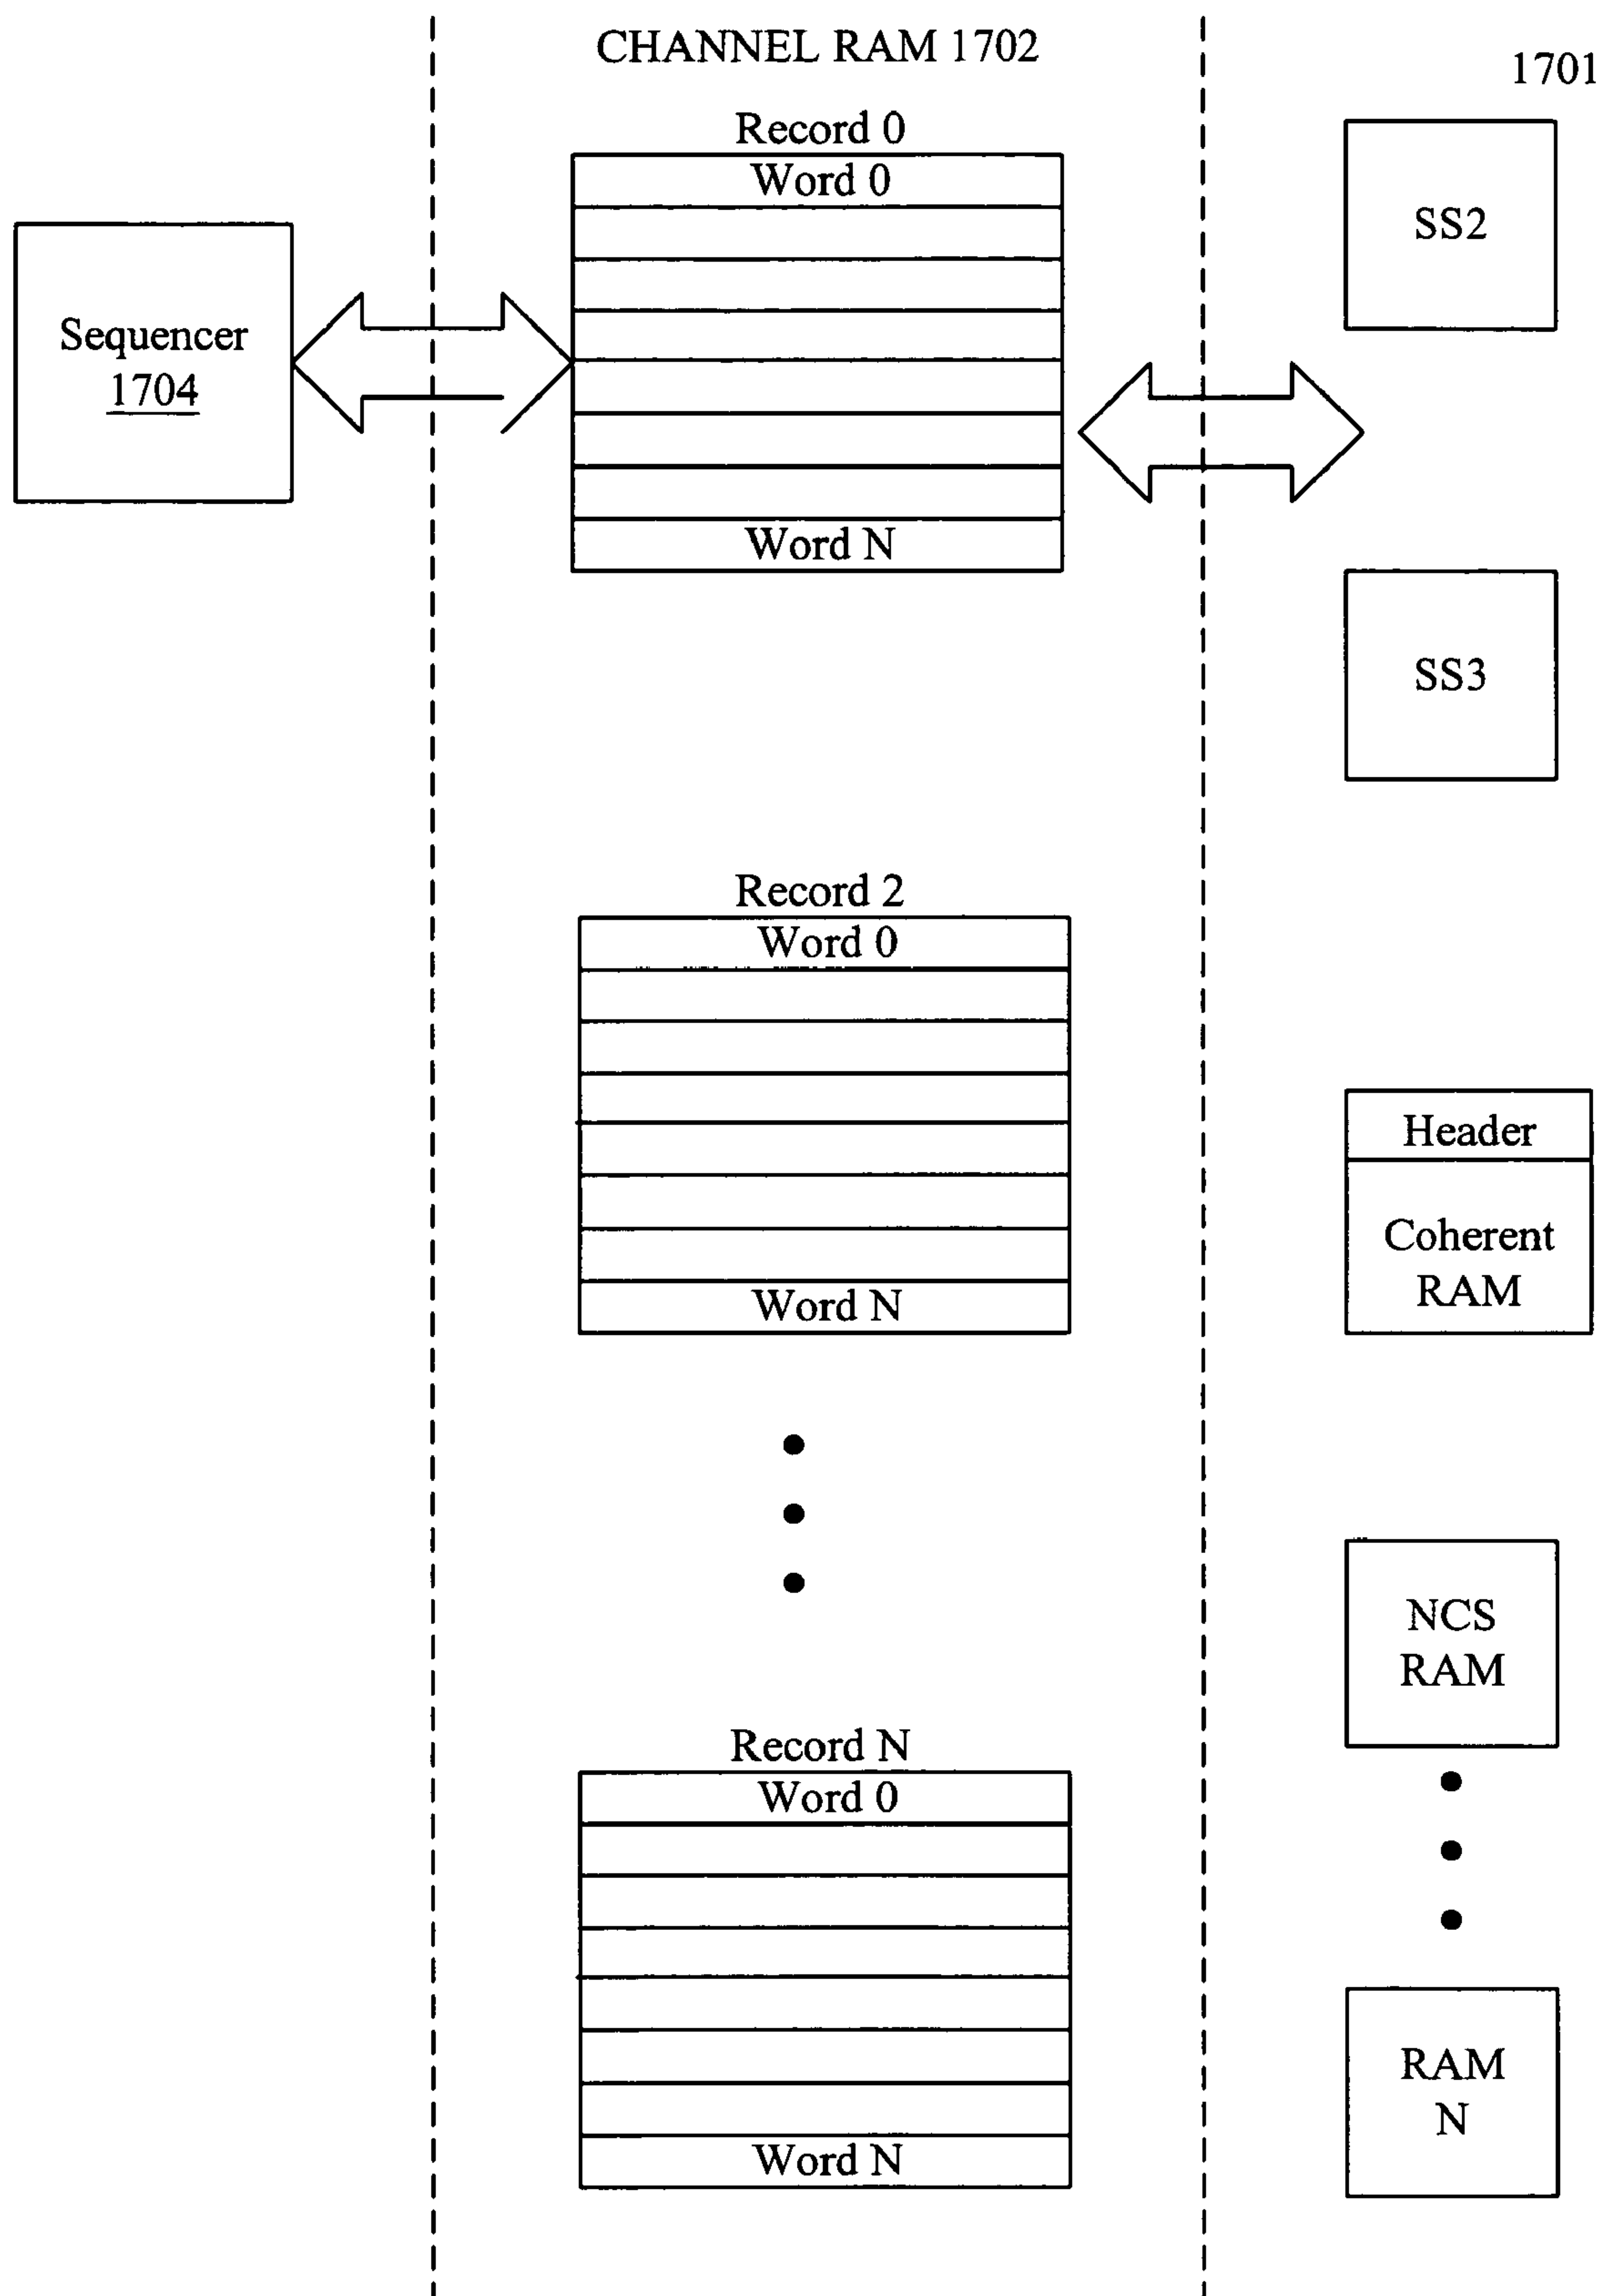 CHANNEL RAM 1702
1701
Record 0
Word 0
Word N
Sequencer
1704
SS2
SS3
Record 2
Word 0
Word N
Header
Coherent
RAM
NCS
RAM
Record N
Word 0
Word N
RAM
N